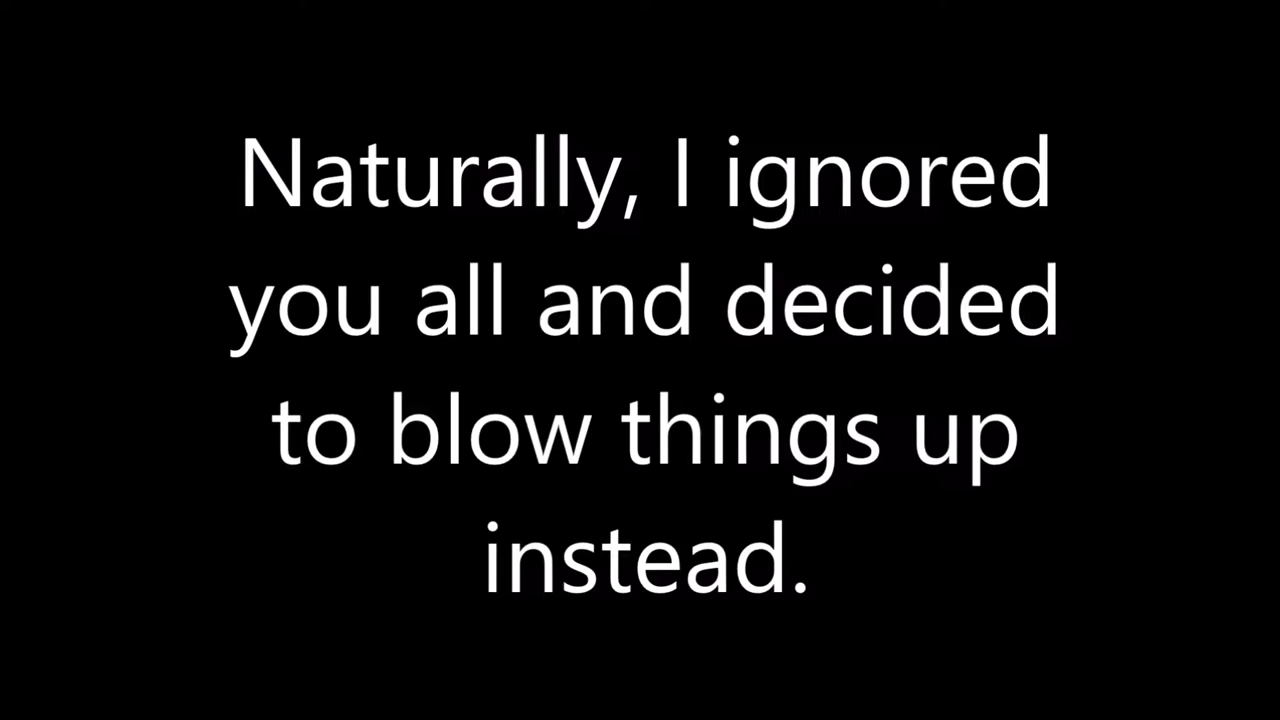 Naturally, I ignored
you all and decided
to blow things up
instead.